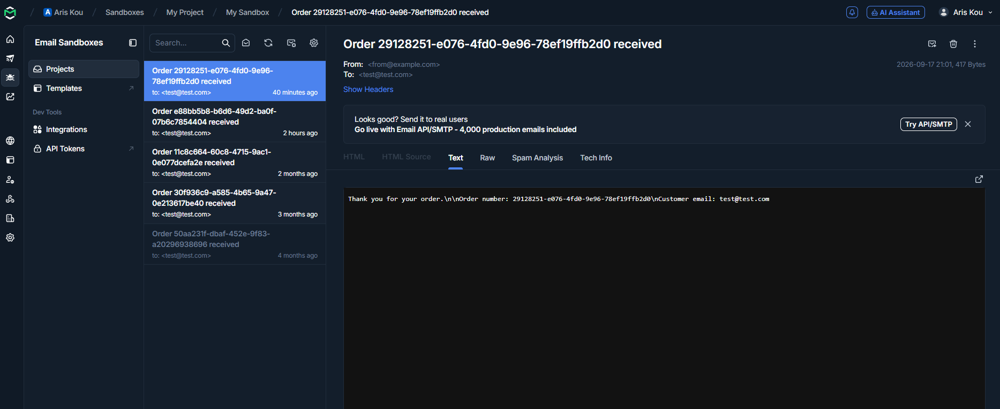 / A Aris Kou / Sandboxes / My Project / My Sandbox / Order 29128251-e076-4fd0-9e96-78ef19ffb2d0 received
AI Assistant
Aris Kou
Email Sandboxes
Projects
Templates
Dev Tools
Integrations
API Tokens
Search...
Order 29128251-e076-4fd0-9e96-
78ef19ffb2d0 received
to: <test@test.com> 40 minutes ago
Order e88bb5b8-b6d6-49d2-ba0f-
07b6c7854404 received
to: <test@test.com> 2 hours ago
Order 11c8c664-60c8-4715-9ac1-
0e077dcefa2e received
to: <test@test.com> 2 months ago
Order 30f936c9-a585-4b65-9a47-
0e213617be40 received
to: <test@test.com> 3 months ago
Order 50aa231f-dbaf-452e-9f83-
a20296938696 received
to: <test@test.com> 4 months ago
Order 29128251-e076-4fd0-9e96-78ef19ffb2d0 received
From: <from@example.com> 2026-09-17 21:01, 417 Bytes
To: <test@test.com>
Show Headers
Looks good? Send it to real users
Go live with Email API/SMTP - 4,000 production emails included
Try API/SMTP
HTML HTML Source Text Raw Spam Analysis Tech Info
Thank you for your order.\n\nOrder number: 29128251-e076-4fd0-9e96-78ef19ffb2d0\nCustomer email: test@test.com